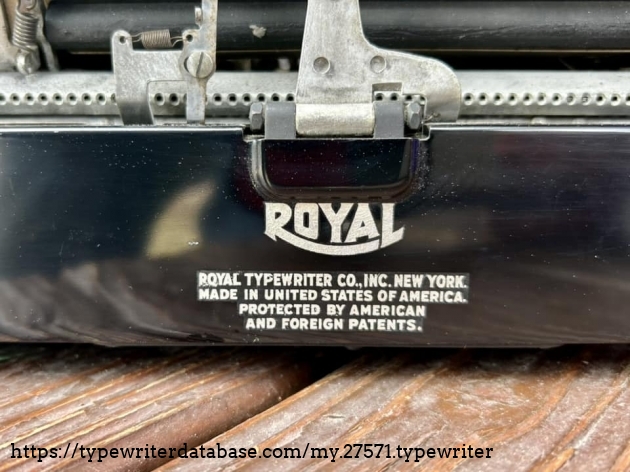 ROYAL
ROYAL TYPEWRITER CO., INC. NEW YORK.
MADE IN UNITED STATES OF AMERICA.
PROTECTED BY AMERICAN
AND FOREIGN PATENTS.
https://typewriterdatabase.com/my.27571.typewriter